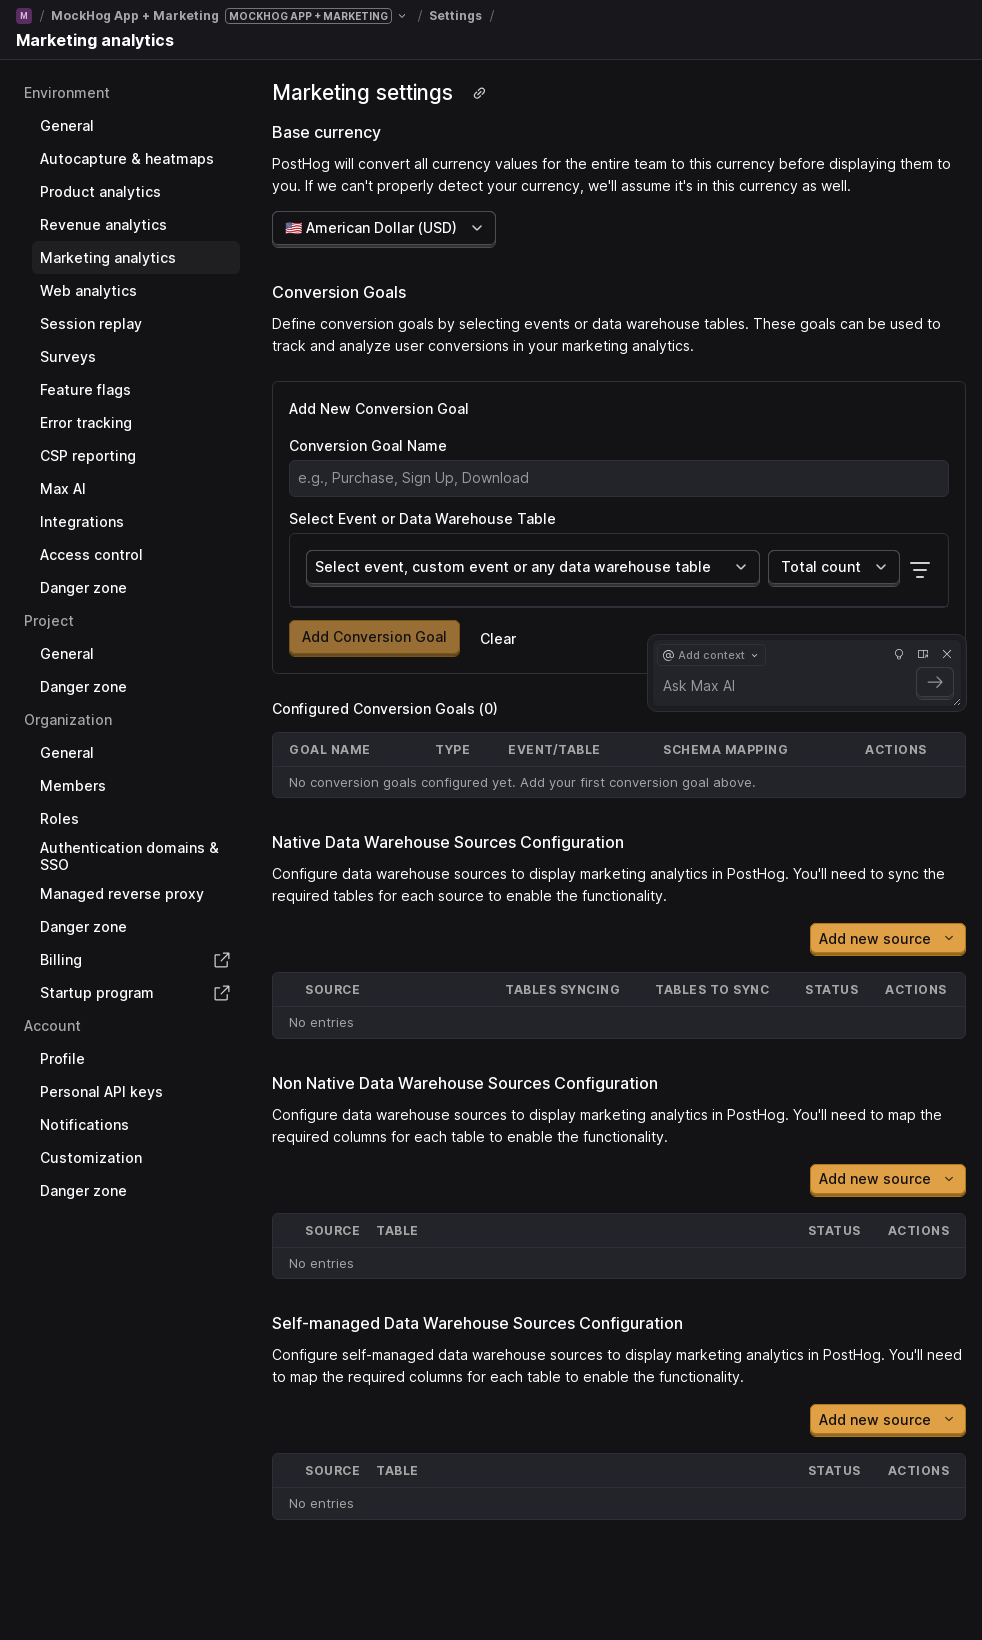 M / MockHog App + Marketing MOCKHOG APP + MARKETING / Settings /
Marketing analytics
Environment
General
Autocapture & heatmaps
Product analytics
Revenue analytics
Marketing analytics
Web analytics
Session replay
Surveys
Feature flags
Error tracking
CSP reporting
Max AI
Integrations
Access control
Danger zone
Project
General
Danger zone
Organization
General
Members
Roles
Authentication domains &
SSO
Managed reverse proxy
Danger zone
Billing
Startup program
Account
Profile
Personal API keys
Notifications
Customization
Danger zone
Marketing settings
Base currency
PostHog will convert all currency values for the entire team to this currency before displaying them to
you. If we can't properly detect your currency, we'll assume it's in this currency as well.
🇺🇸 American Dollar (USD)
Conversion Goals
Define conversion goals by selecting events or data warehouse tables. These goals can be used to
track and analyze user conversions in your marketing analytics.
Add New Conversion Goal
Conversion Goal Name
e.g., Purchase, Sign Up, Download
Select Event or Data Warehouse Table
Select event, custom event or any data warehouse table Total count
Add Conversion Goal Clear
@ Add context
Ask Max AI
Configured Conversion Goals (0)
GOAL NAME TYPE EVENT/TABLE SCHEMA MAPPING ACTIONS
No conversion goals configured yet. Add your first conversion goal above.
Native Data Warehouse Sources Configuration
Configure data warehouse sources to display marketing analytics in PostHog. You'll need to sync the
required tables for each source to enable the functionality.
Add new source
SOURCE TABLES SYNCING TABLES TO SYNC STATUS ACTIONS
No entries
Non Native Data Warehouse Sources Configuration
Configure data warehouse sources to display marketing analytics in PostHog. You'll need to map the
required columns for each table to enable the functionality.
Add new source
SOURCE TABLE STATUS ACTIONS
No entries
Self-managed Data Warehouse Sources Configuration
Configure self-managed data warehouse sources to display marketing analytics in PostHog. You'll need
to map the required columns for each table to enable the functionality.
Add new source
SOURCE TABLE STATUS ACTIONS
No entries